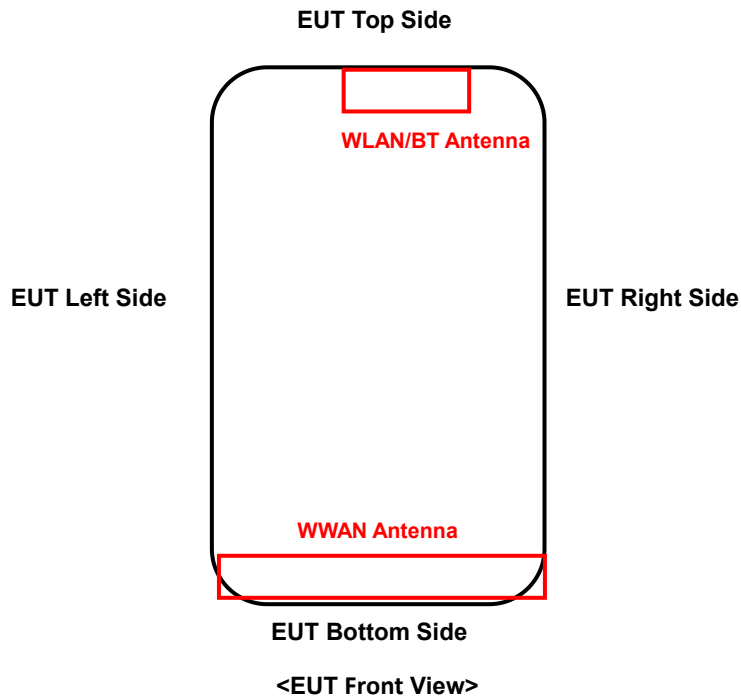 EUT Top Side
WLAN/BT Antenna
EUT Left Side
EUT Right Side
WWAN Antenna
EUT Bottom Side
<EUT Front View>